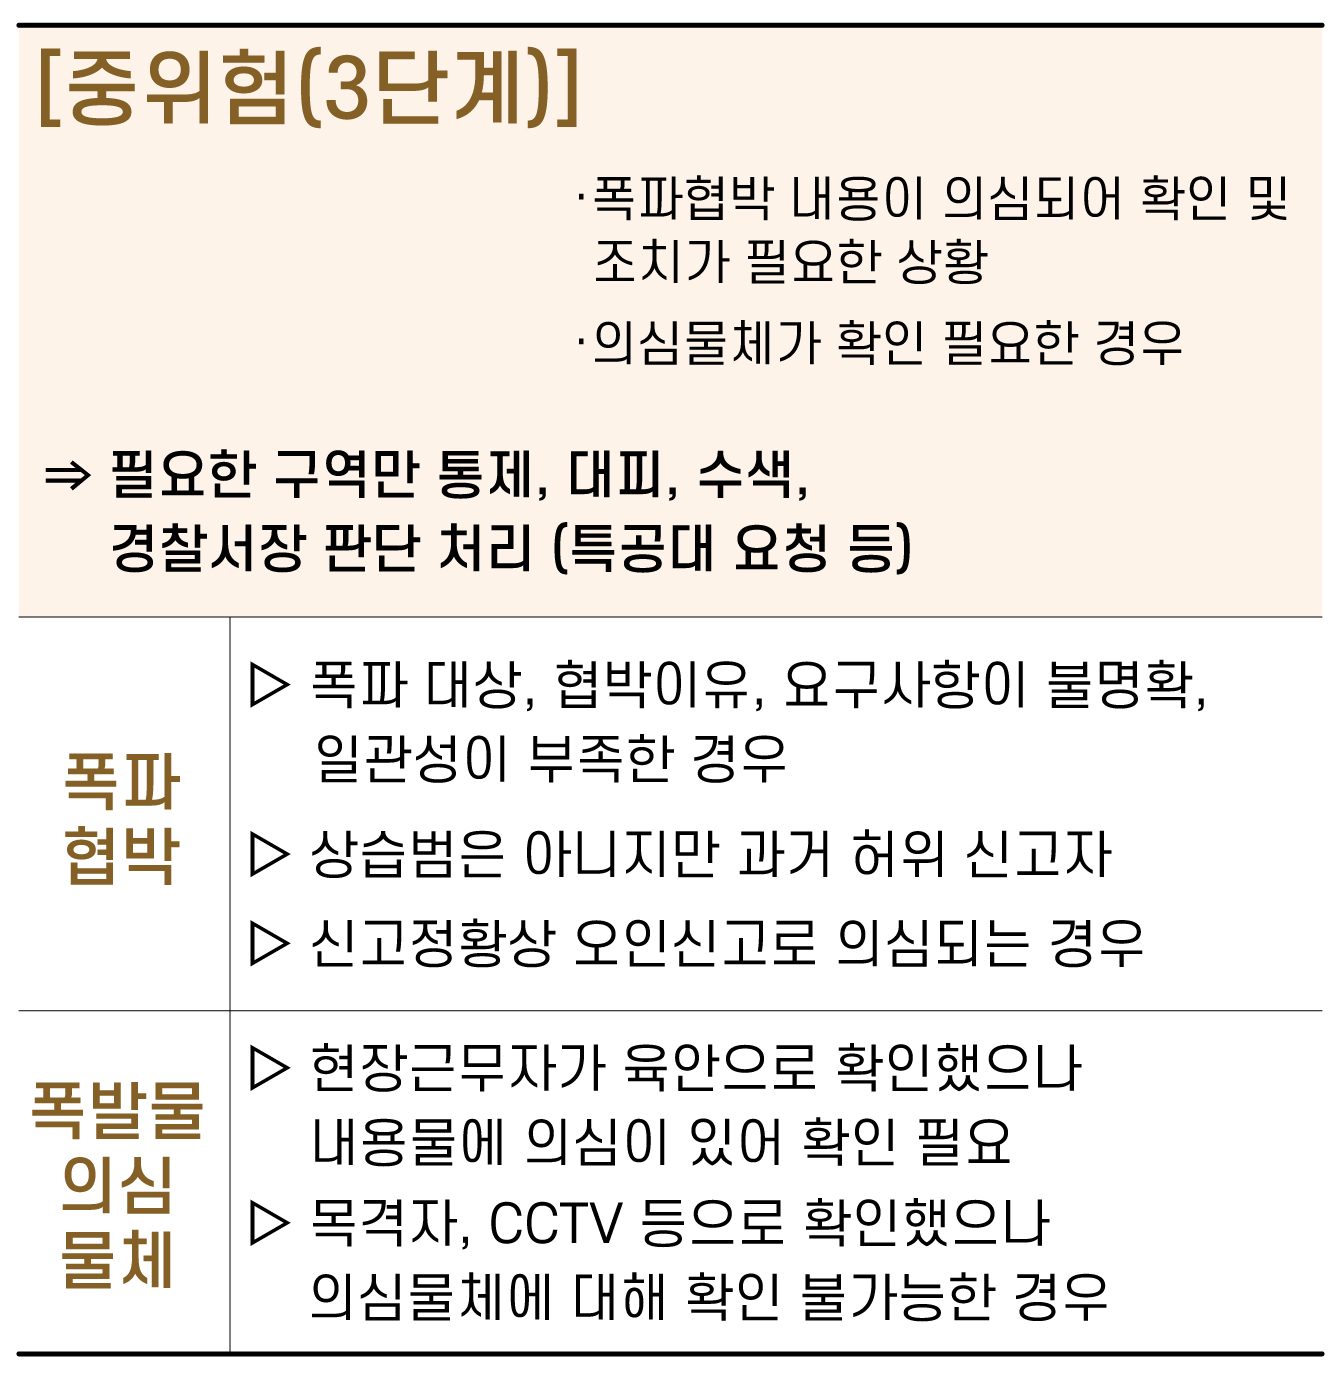 [중위험(3단계)]
·폭파협박 내용이 의심되어 확인 및
조치가 필요한 상황
·의심물체가 확인 필요한 경우
⇒ 필요한 구역만 통제, 대피, 수색,
경찰서장 판단 처리 (특공대 요청 등)
폭파
협박
▷ 폭파 대상, 협박이유, 요구사항이 불명확,
일관성이 부족한 경우
▷ 상습범은 아니지만 과거 허위 신고자
▷ 신고정황상 오인신고로 의심되는 경우
폭발물
의심
물체
▷ 현장근무자가 육안으로 확인했으나
내용물에 의심이 있어 확인 필요
▷ 목격자, CCTV 등으로 확인했으나
의심물체에 대해 확인 불가능한 경우